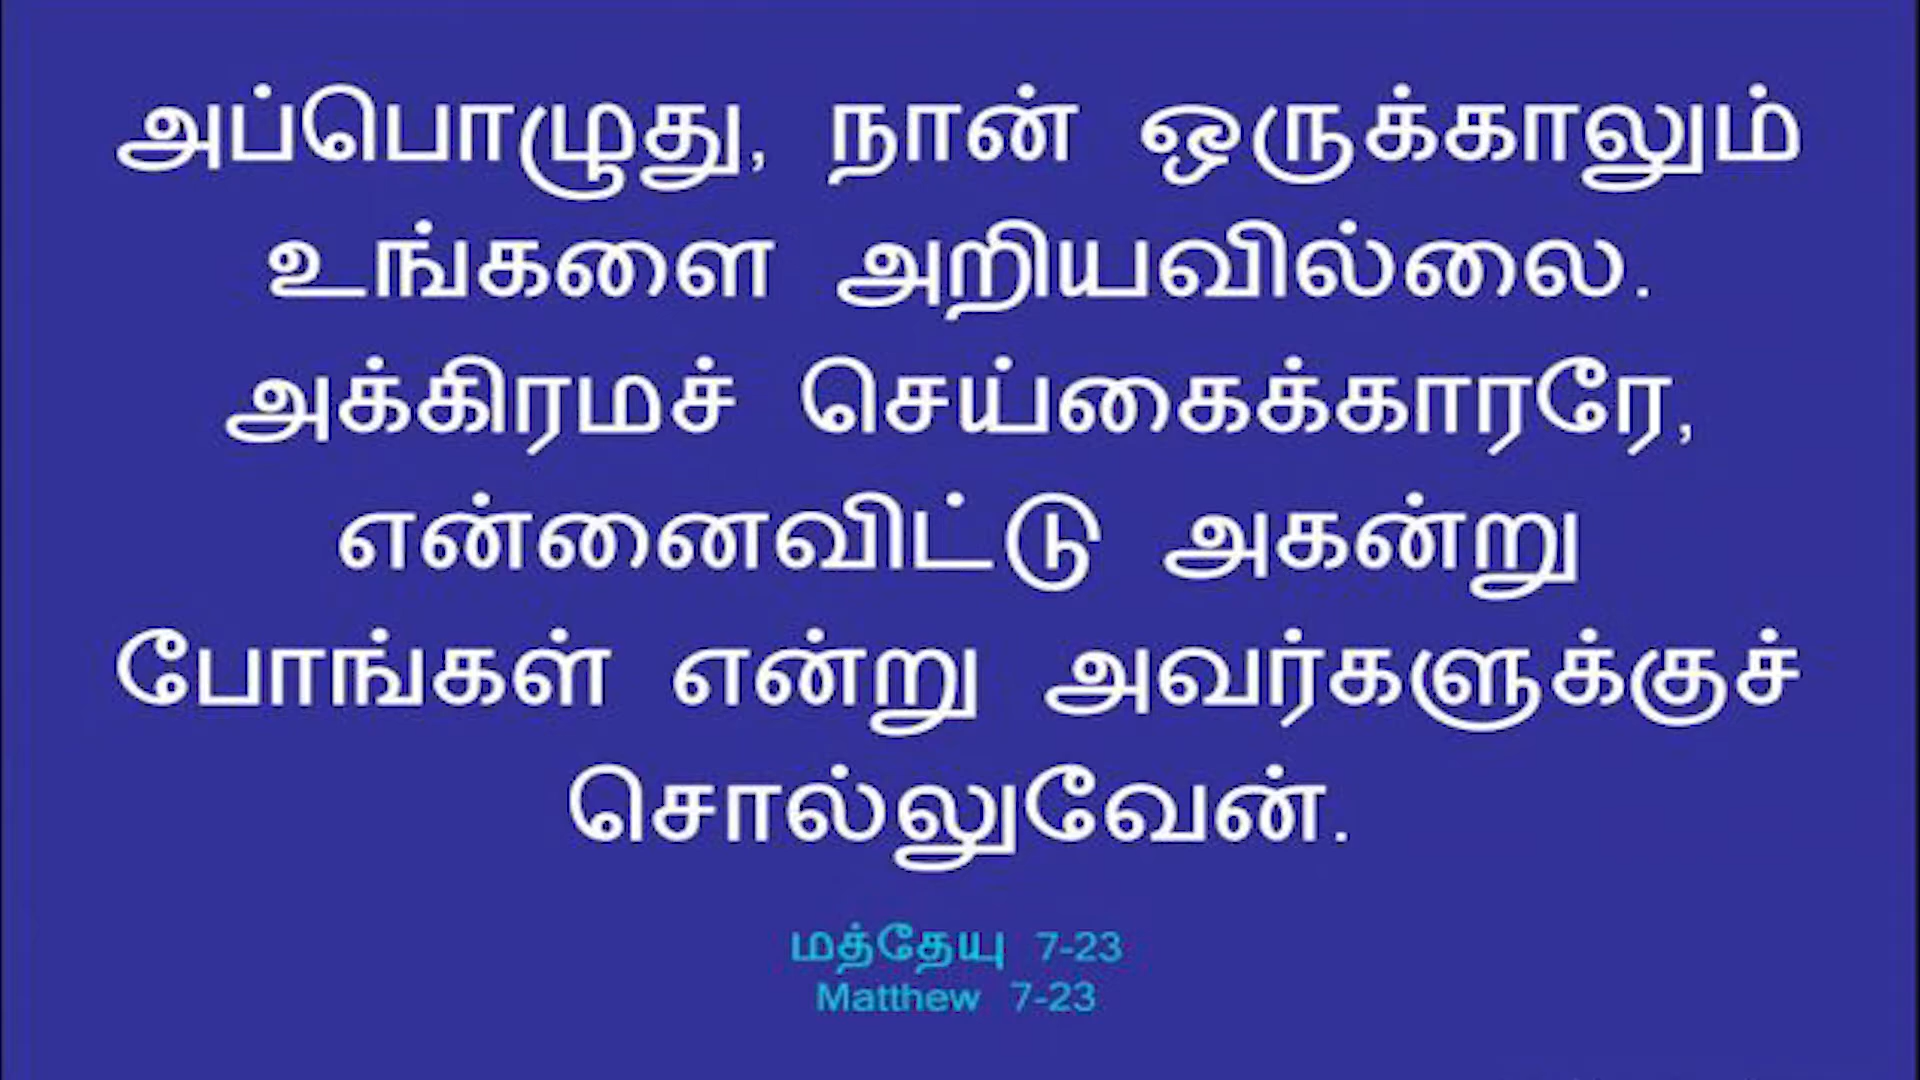 அப்பொழுது, நான் ஒருக்காலும்
உங்களை அறியவில்லை.
அக்கிரமச் செய்கைக்காரரே,
என்னைவிட்டு அகன்று
போங்கள் என்று அவர்களுக்குச்
சொல்லுவேன்.
மத்தேயு 7-23
Matthew 7-23